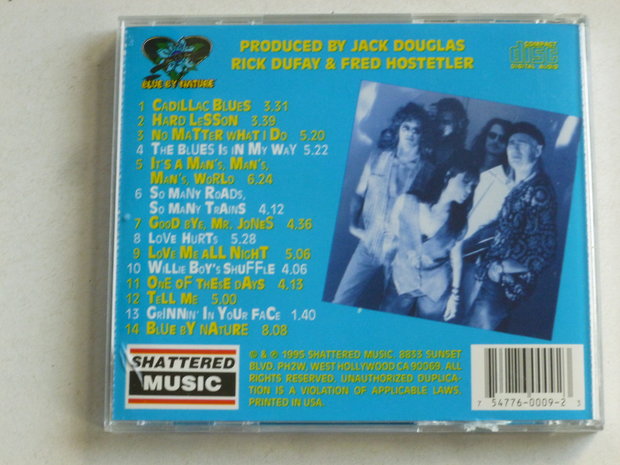 BLUE BY NATURE
PRODUCED BY JACK DOUGLAS
RICK DUFAY & FRED HOSTETLER
COMPACT
disc
DIGITAL AUDIO
1 CADILLAC BLUES 3.31
2 HARD LESSON 3.39
3 NO MATTER WHAT I DO 5.20
4 THE BLUES IS IN MY WAY 5.22
5 IT'S A MAN'S, MAN'S,
MAN'S, WORLD 6.24
6 SO MANY ROADS,
SO MANY TRAINS 4.12
7 GOOD BYE, MR. JONES 4.36
8 LOVE HURTS 5.28
9 LOVE ME ALL NIGHT 5.06
10 WILLIE BOY'S SHUFFLE 4.06
11 ONE OF THESE DAYS 4.13
12 TELL ME 5.00
13 GRINNIN' IN YOUR FACE 1.40
14 BLUE BY NATURE 8.08
SHATTERED
MUSIC
© & ℗ 1995 SHATTERED MUSIC. 8833 SUNSET
BLVD. PH2W, WEST HOLLYWOOD CA 90069. ALL
RIGHTS RESERVED. UNAUTHORIZED DUPLICA-
TION IS A VIOLATION OF APPLICABLE LAWS.
PRINTED IN USA.
7 54776-0009-2 3